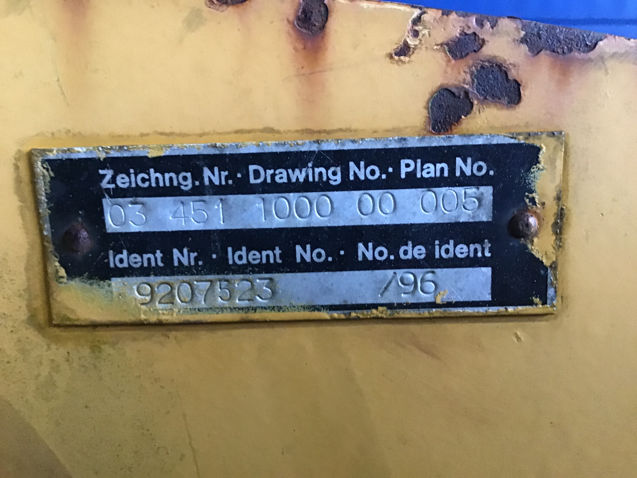 Zeichng. Nr. · Drawing No. · Plan No.
03 451 1000 00 005
Ident Nr. · Ident No. · No. de ident
9207523 /96